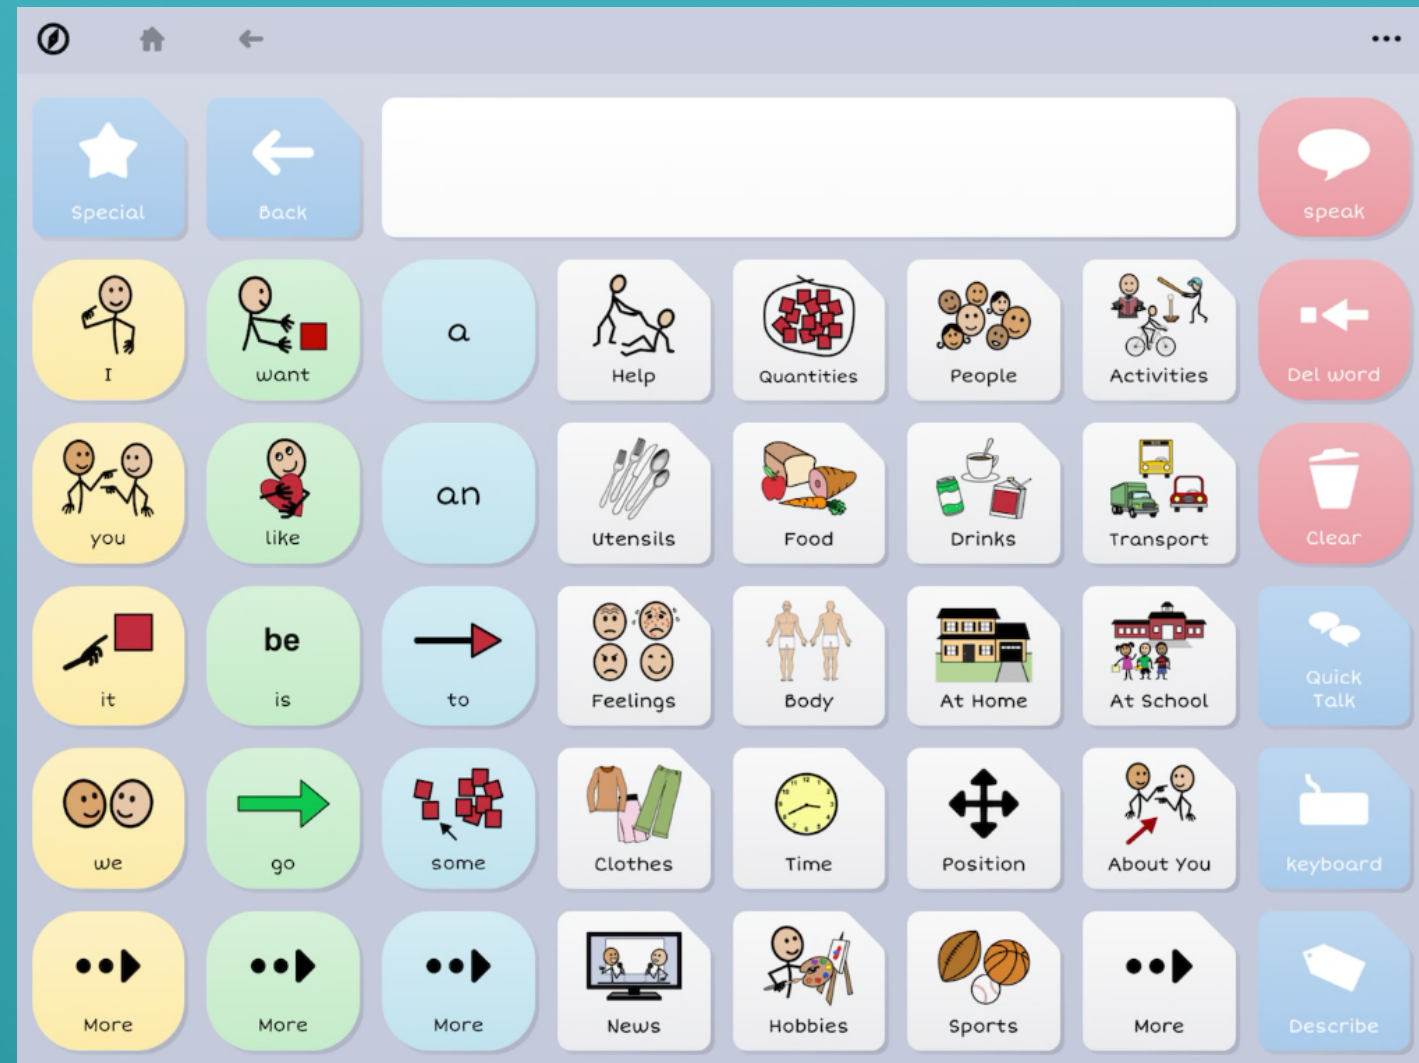 Special
Back
speak
I
want
a
Help
Quantities
People
Activities
Del word
you
like
an
Utensils
Food
Drinks
Transport
Clear
it
be
is
to
Feelings
Body
At Home
At School
Quick
Talk
we
go
some
Clothes
Time
Position
About You
keyboard
More
More
More
News
Hobbies
Sports
More
Describe